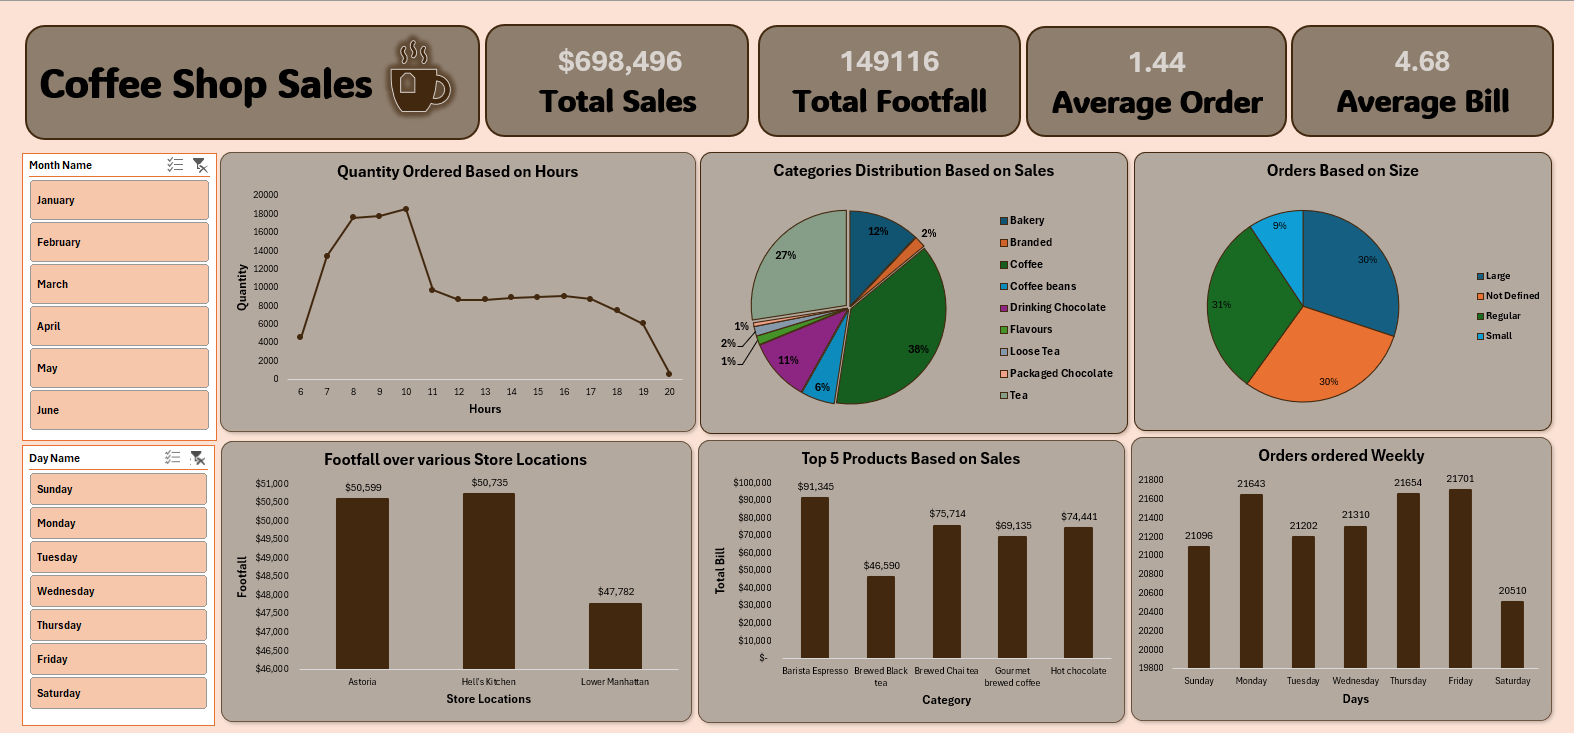 Coffee Shop Sales
$698,496
Total Sales
149116
Total Footfall
1.44
Average Order
4.68
Average Bill
Month Name
January
February
March
April
May
June
Day Name
Sunday
Monday
Tuesday
Wednesday
Thursday
Friday
Saturday
Quantity Ordered Based on Hours
Quantity
20000
18000
16000
14000
12000
10000
8000
6000
4000
2000
0
6 7 8 9 10 11 12 13 14 15 16 17 18 19 20
Hours
Categories Distribution Based on Sales
12%
2%
38%
6%
11%
1%
2%
1%
27%
Bakery
Branded
Coffee
Coffee beans
Drinking Chocolate
Flavours
Loose Tea
Packaged Chocolate
Tea
Orders Based on Size
30%
30%
31%
9%
Large
Not Defined
Regular
Small
Footfall over various Store Locations
Footfall
$51,000
$50,500
$50,000
$49,500
$49,000
$48,500
$48,000
$47,500
$47,000
$46,500
$46,000
$50,599
$50,735
$47,782
Astoria Hell's Kitchen Lower Manhattan
Store Locations
Top 5 Products Based on Sales
Total Bill
$100,000
$90,000
$80,000
$70,000
$60,000
$50,000
$40,000
$30,000
$20,000
$10,000
$-
$91,345
$46,590
$75,714
$69,135
$74,441
Barista Espresso Brewed Black Brewed Chai tea Gourmet Hot chocolate
tea brewed coffee
Category
Orders ordered Weekly
21800
21600
21400
21200
21000
20800
20600
20400
20200
20000
19800
21096
21643
21202
21310
21654
21701
20510
Sunday Monday Tuesday Wednesday Thursday Friday Saturday
Days